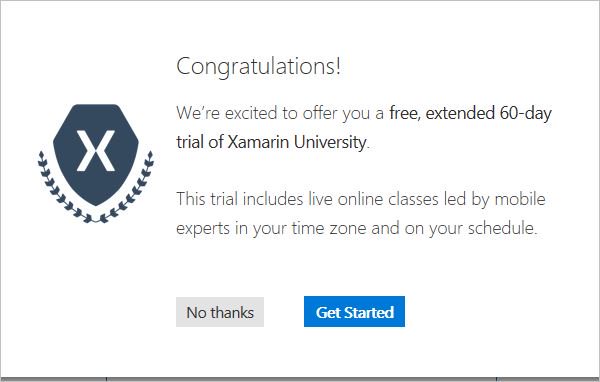 Congratulations!
We’re excited to offer you a free, extended 60-day
trial of Xamarin University.
This trial includes live online classes led by mobile
experts in your time zone and on your schedule.
X
No thanks
Get Started